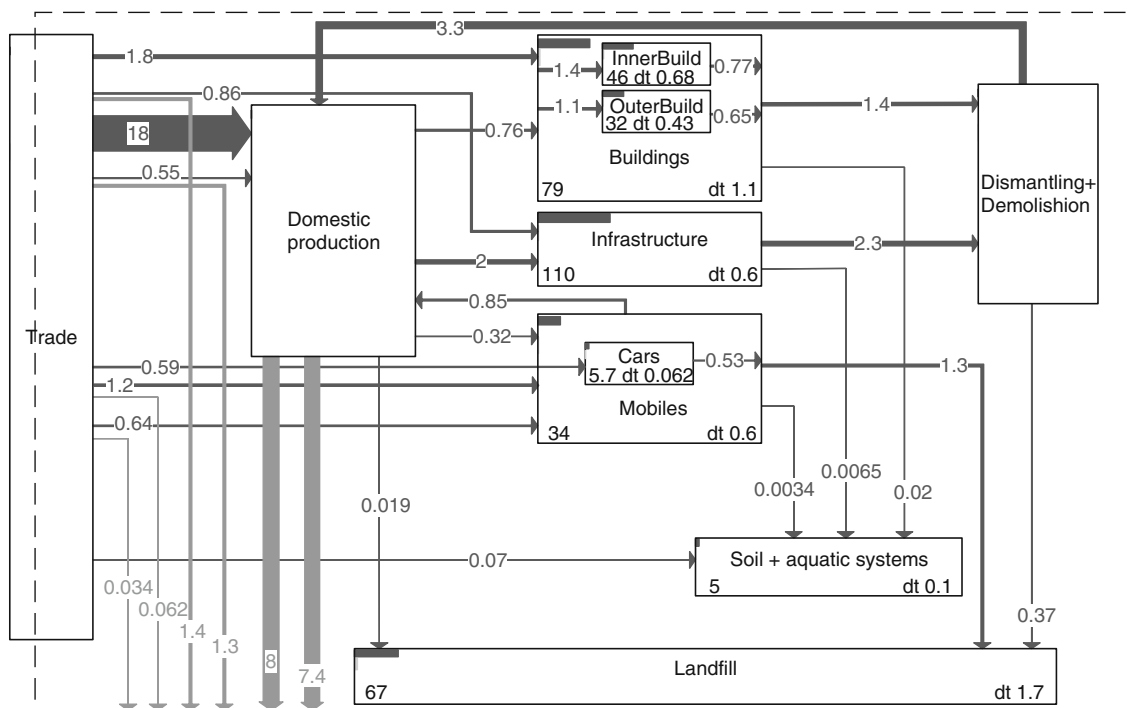 3.3
1.8
InnerBuild
1.4
46 dt 0.68
0.77
0.86
OuterBuild
1.1
32 dt 0.43
0.65
1.4
18
0.76
Buildings
0.55
79
dt 1.1
Dismantling+
Demolishion
Domestic
production
Infrastructure
2
2.3
110
dt 0.6
0.85
Trade
0.32
Cars
0.59
5.7 dt 0.062
0.53
1.3
1.2
Mobiles
0.64
34
dt 0.6
0.0065
0.0034
0.02
0.019
Soil + aquatic systems
0.07
5
dt 0.1
0.034
0.062
0.37
1.4
1.3
8
7.4
Landfill
67
dt 1.7